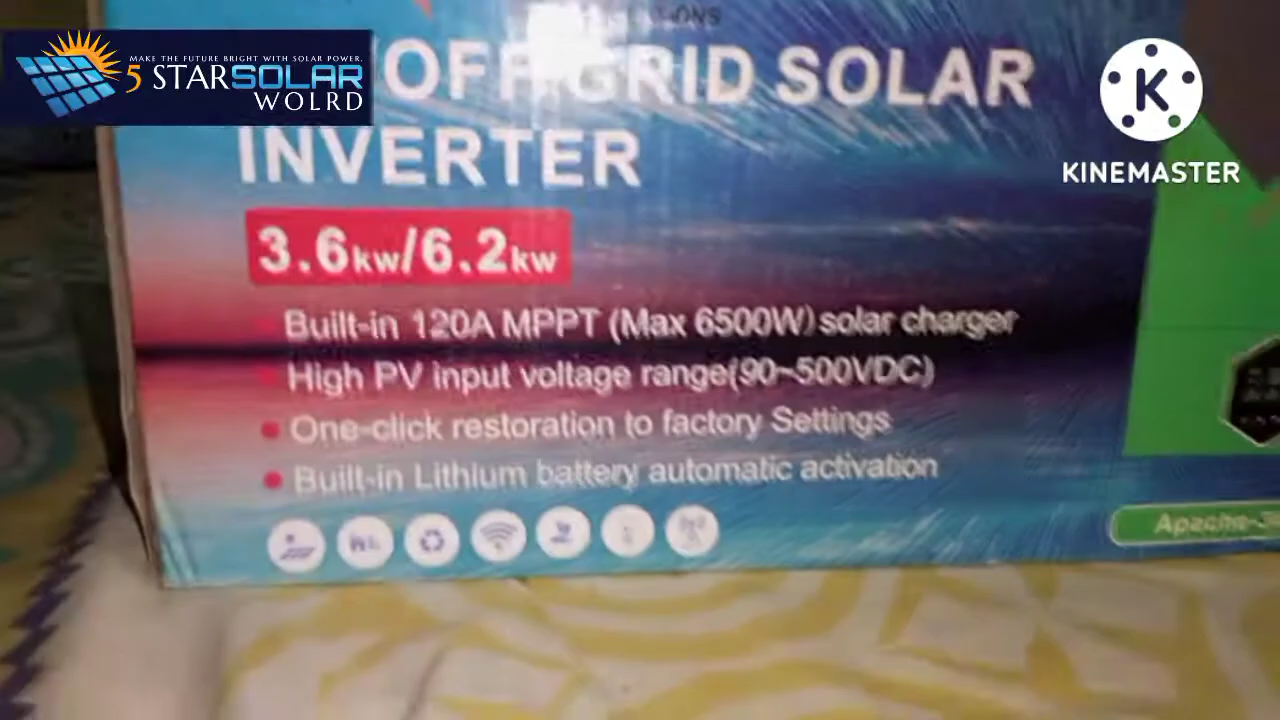 MAKE THE FUTURE BRIGHT WITH SOLAR POWER.
5 STARSOLAR
WOLRD
OFF GRID SOLAR
INVERTER
K
KINEMASTER
3.6kw/6.2kw
Built-in 120A MPPT (Max 6500W) solar charger
High PV input voltage range(90~500VDC)
One-click restoration to factory Settings
Built-in Lithium battery automatic activation